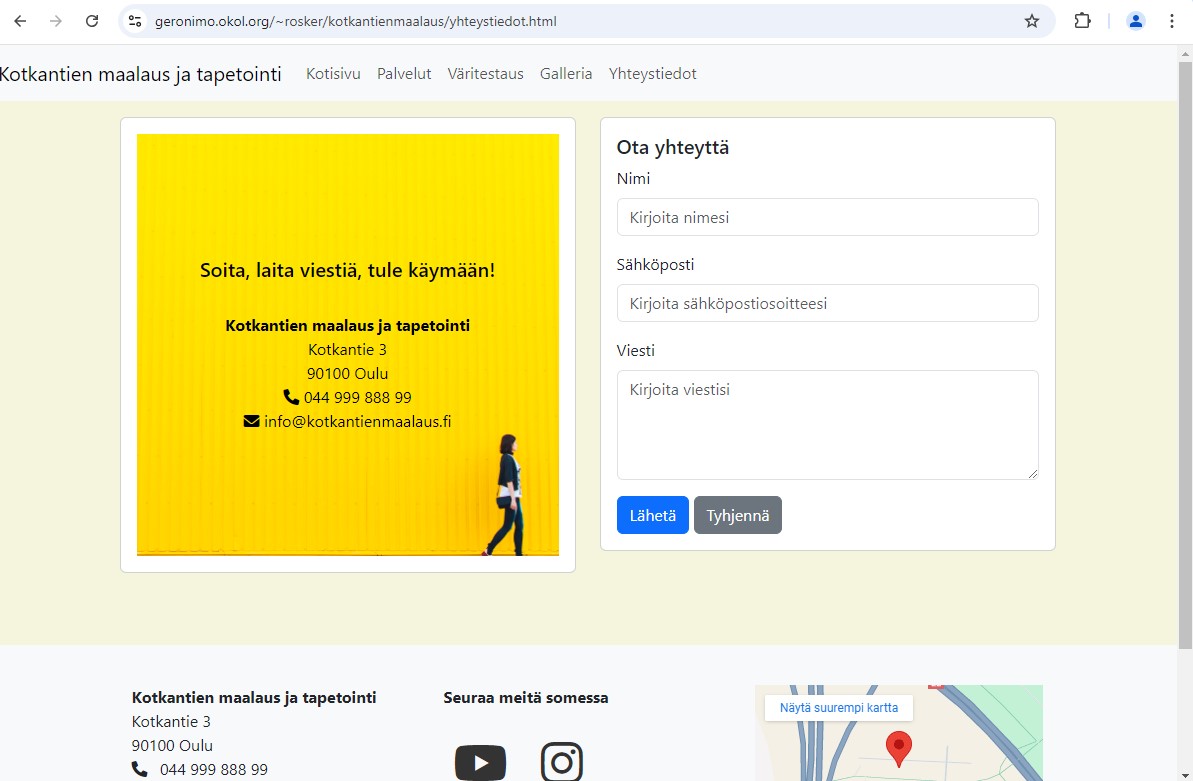 geronimo.okol.org/~rosker/kotkantienmaalaus/yhteystiedot.html
Kotkantien maalaus ja tapetointi Kotisivu Palvelut Väritestaus Galleria Yhteystiedot
Soita, laita viestiä, tule käymään!
Kotkantien maalaus ja tapetointi
Kotkantie 3
90100 Oulu
044 999 888 99
info@kotkantienmaalaus.fi
Ota yhteyttä
Nimi
Kirjoita nimesi
Sähköposti
Kirjoita sähköpostiosoitteesi
Viesti
Kirjoita viestisi
Lähetä Tyhjennä
Kotkantien maalaus ja tapetointi
Kotkantie 3
90100 Oulu
044 999 888 99
Seuraa meitä somessa
Näytä suurempi kartta